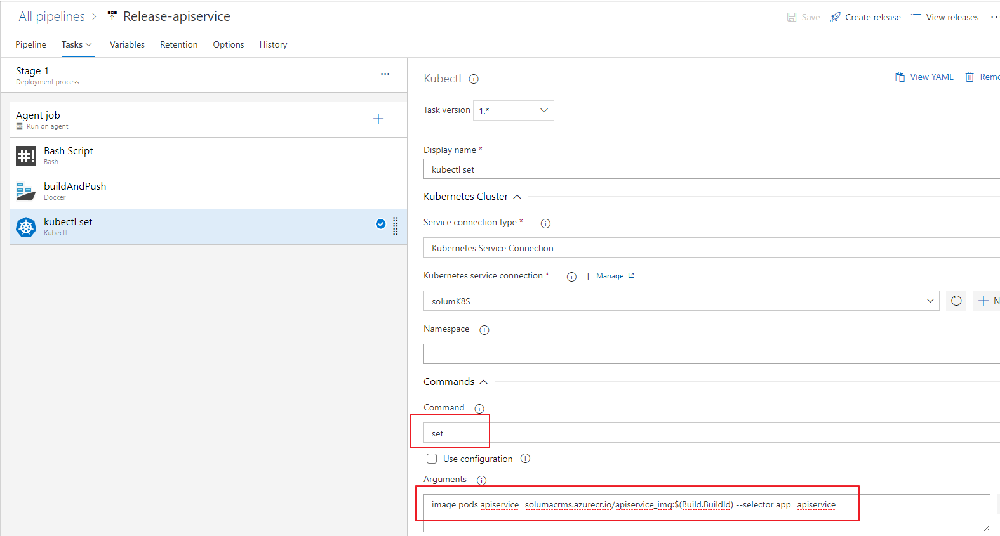 All pipelines > Release-apiservice
Save Create release View releases ...
Pipeline Tasks Variables Retention Options History
Stage 1
Deployment process
Agent job
Run on agent
#! Bash Script
Bash
buildAndPush
Docker
kubectl set
Kubectl
Kubectl
View YAML Remo
Task version 1.*
Display name *
kubectl set
Kubernetes Cluster
Service connection type *
Kubernetes Service Connection
Kubernetes service connection * | Manage
solumK8S
N
Namespace
Commands
Command
set
Use configuration
Arguments
image pods apiservice=solumacrms.azurecr.io/apiservice_img:$(Build.BuildId) --selector app=apiservice